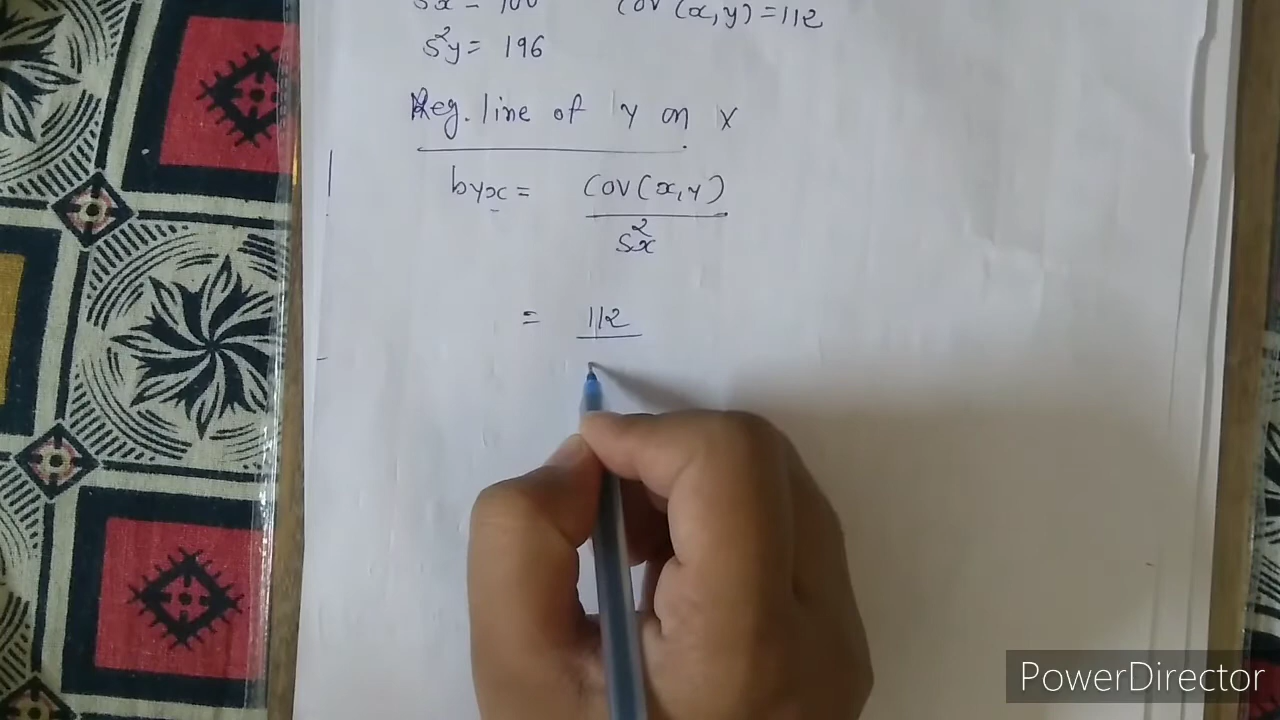 Cov (x, y) = 112
s²y = 196
Reg. line of Y on X
byx = Cov(x, y)
s²x
= 112
PowerDirector